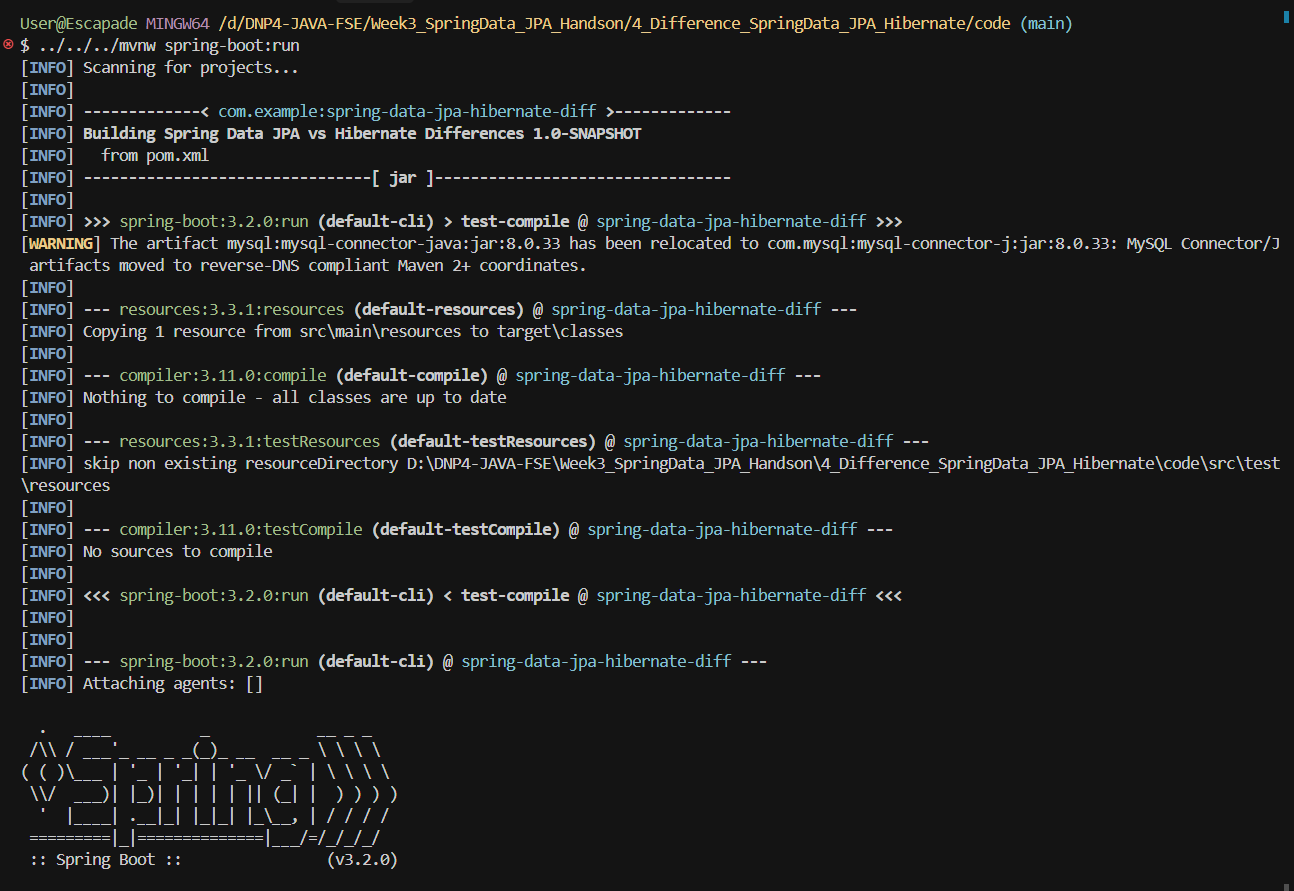 User@Escapade MINGW64 /d/DNP4-JAVA-FSE/Week3_SpringData_JPA_Handson/4_Difference_SpringData_JPA_Hibernate/code (main)
$ ../../../mvnw spring-boot:run
[INFO] Scanning for projects...
[INFO]
[INFO] -------------< com.example:spring-data-jpa-hibernate-diff >-------------
[INFO] Building Spring Data JPA vs Hibernate Differences 1.0-SNAPSHOT
[INFO]   from pom.xml
[INFO] --------------------------------[ jar ]---------------------------------
[INFO]
[INFO] >>> spring-boot:3.2.0:run (default-cli) > test-compile @ spring-data-jpa-hibernate-diff >>>
[WARNING] The artifact mysql:mysql-connector-java:jar:8.0.33 has been relocated to com.mysql:mysql-connector-j:jar:8.0.33: MySQL Connector/J
 artifacts moved to reverse-DNS compliant Maven 2+ coordinates.
[INFO]
[INFO] --- resources:3.3.1:resources (default-resources) @ spring-data-jpa-hibernate-diff ---
[INFO] Copying 1 resource from src\main\resources to target\classes
[INFO]
[INFO] --- compiler:3.11.0:compile (default-compile) @ spring-data-jpa-hibernate-diff ---
[INFO] Nothing to compile - all classes are up to date
[INFO]
[INFO] --- resources:3.3.1:testResources (default-testResources) @ spring-data-jpa-hibernate-diff ---
[INFO] skip non existing resourceDirectory D:\DNP4-JAVA-FSE\Week3_SpringData_JPA_Handson\4_Difference_SpringData_JPA_Hibernate\code\src\test
\resources
[INFO]
[INFO] --- compiler:3.11.0:testCompile (default-testCompile) @ spring-data-jpa-hibernate-diff ---
[INFO] No sources to compile
[INFO]
[INFO] <<< spring-boot:3.2.0:run (default-cli) < test-compile @ spring-data-jpa-hibernate-diff <<<
[INFO]
[INFO]
[INFO] --- spring-boot:3.2.0:run (default-cli) @ spring-data-jpa-hibernate-diff ---
[INFO] Attaching agents: []

  .   ____          _            __ _ _
 /\\ / ___'_ __ _ _(_)_ __  __ _ \ \ \ \
( ( )\___ | '_ | '_| | '_ \/ _` | \ \ \ \
 \\/  ___)| |_)| | | | | || (_| |  ) ) ) )
  '  |____| .__|_| |_|_| |_\__, | / / / /
 =========|_|==============|___/=/_/_/_/
 :: Spring Boot ::                (v3.2.0)